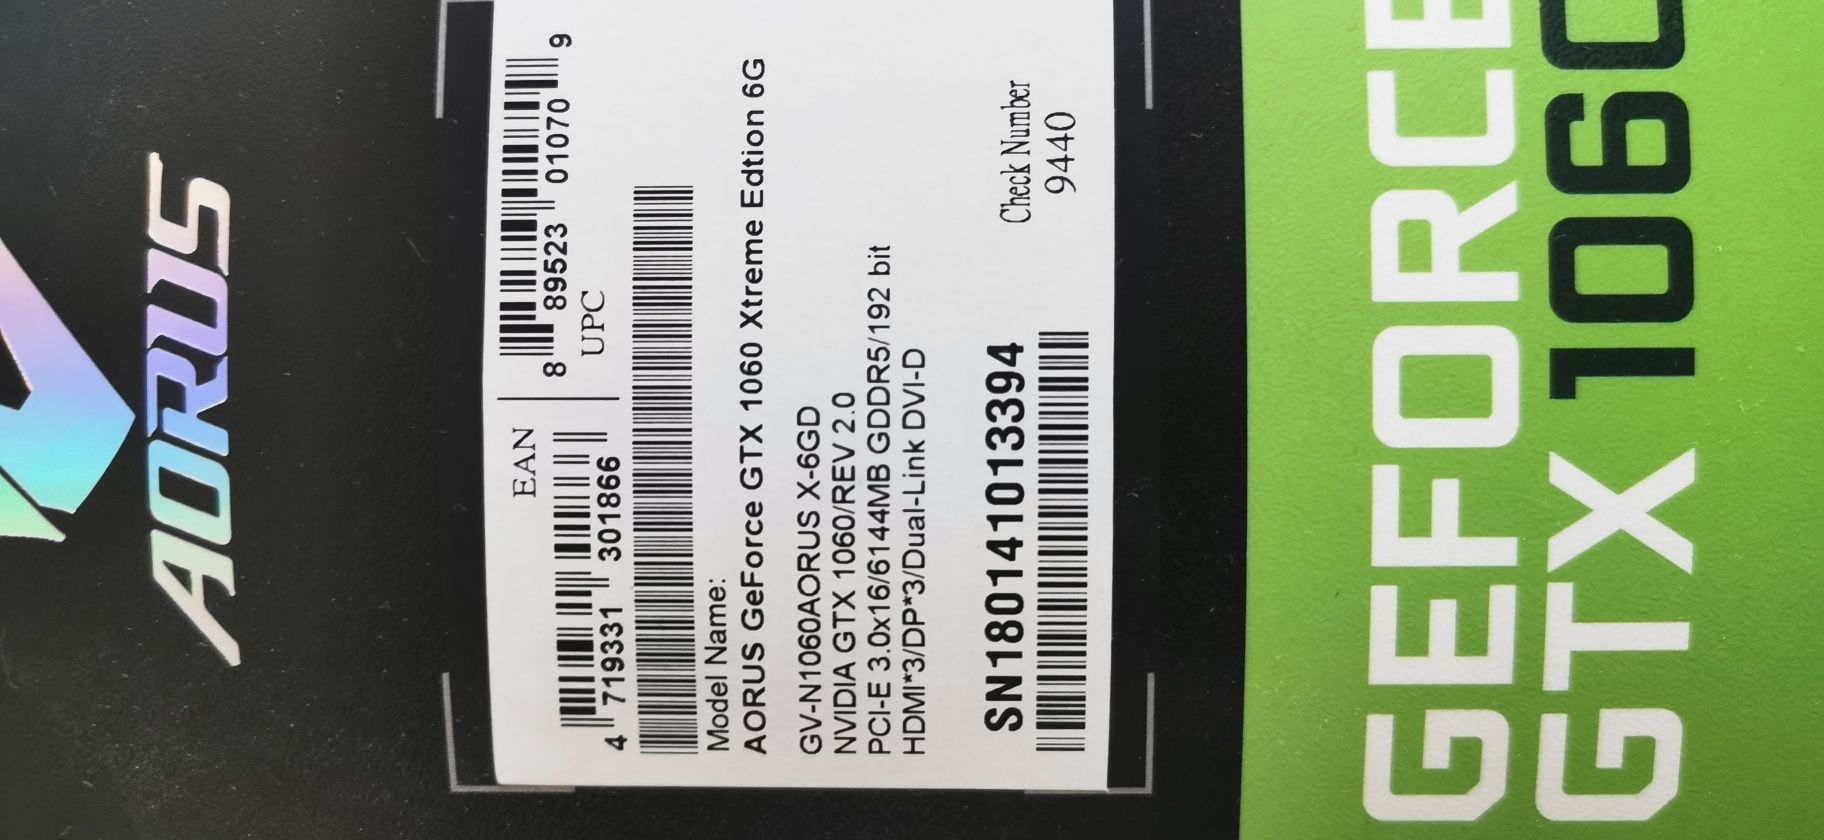 AORUS
EAN
4 719331 301866
8 89523 01070 9
UPC
Model Name:
AORUS GeForce GTX 1060 Xtreme Edtion 6G
GV-N1060AORUS X-6GD
NVIDIA GTX 1060/REV 2.0
PCI-E 3.0x16/6144MB GDDR5/192 bit
HDMI*3/DP*3/Dual-Link DVI-D
SN180141013394
Check Number
9440
GEFORCE
GTX 1060